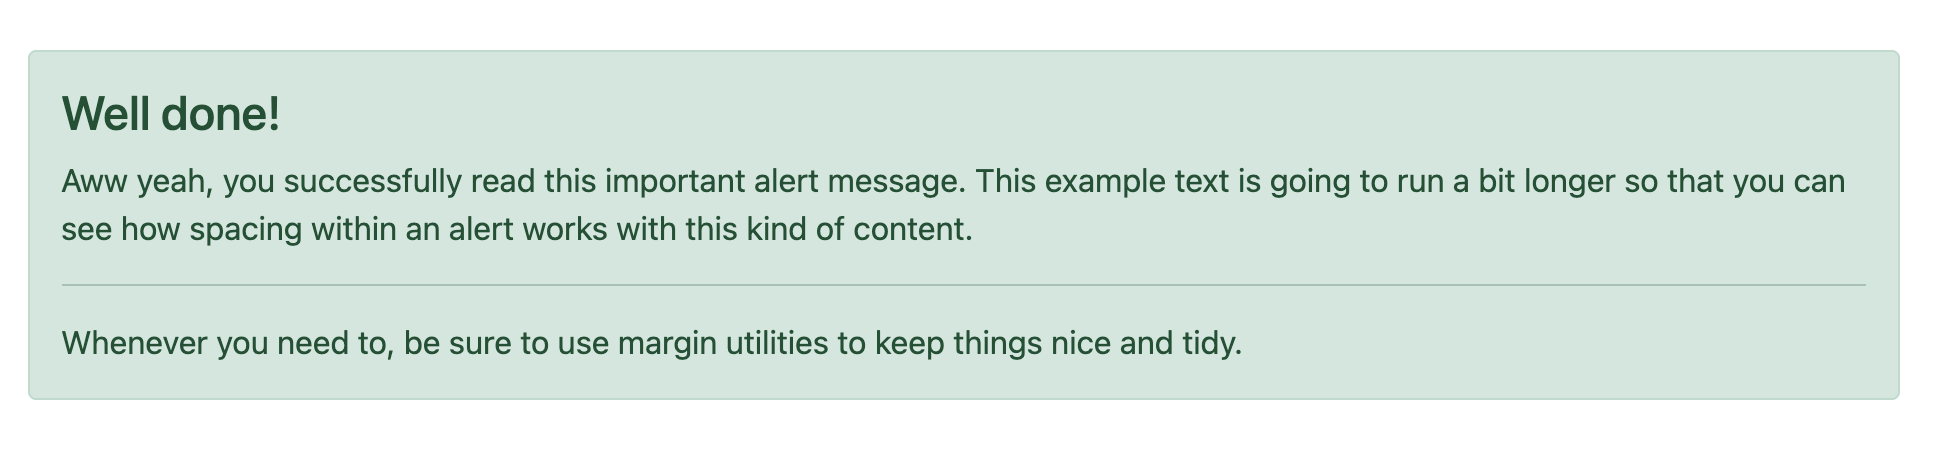 Well done!
Aww yeah, you successfully read this important alert message. This example text is going to run a bit longer so that you can
see how spacing within an alert works with this kind of content.
Whenever you need to, be sure to use margin utilities to keep things nice and tidy.